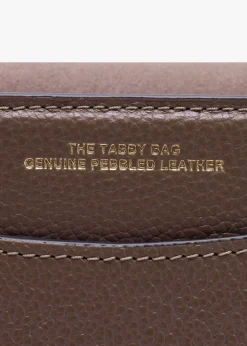 THE TABBY BAG
GENUINE PEBBLED LEATHER